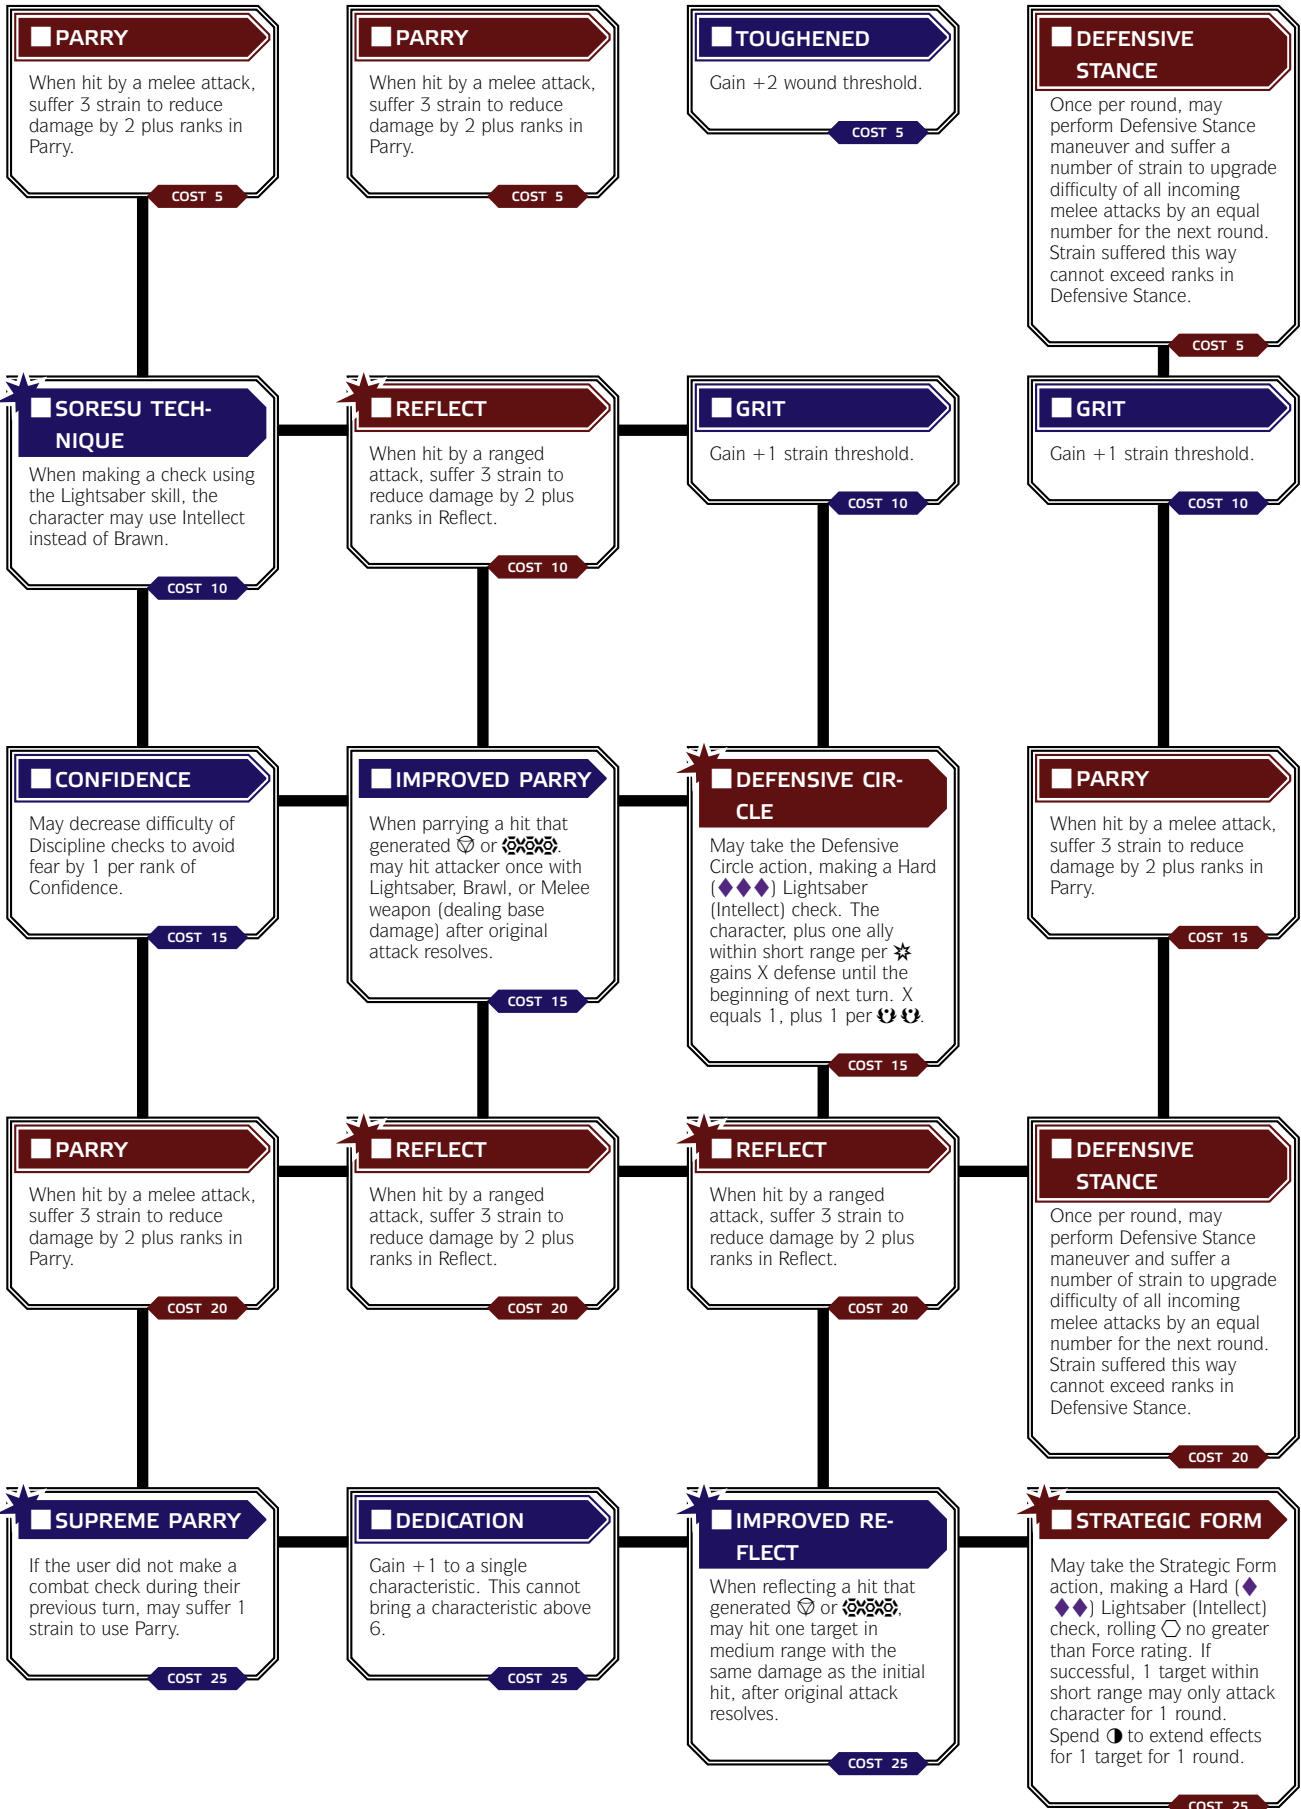 PARRY
When hit by a melee attack,
suffer 3 strain to reduce
damage by 2 plus ranks in
Parry.
COST 5
PARRY
When hit by a melee attack,
suffer 3 strain to reduce
damage by 2 plus ranks in
Parry.
COST 5
TOUGHENED
Gain +2 wound threshold.
COST 5
DEFENSIVE
STANCE
Once per round, may
perform Defensive Stance
maneuver and suffer a
number of strain to upgrade
difficulty of all incoming
melee attacks by an equal
number for the next round.
Strain suffered this way
cannot exceed ranks in
Defensive Stance.
COST 5
SORESU TECH-
NIQUE
When making a check using
the Lightsaber skill, the
character may use Intellect
instead of Brawn.
COST 10
REFLECT
When hit by a ranged
attack, suffer 3 strain to
reduce damage by 2 plus
ranks in Reflect.
COST 10
GRIT
Gain +1 strain threshold.
COST 10
GRIT
Gain +1 strain threshold.
COST 10
CONFIDENCE
May decrease difficulty of
Discipline checks to avoid
fear by 1 per rank of
Confidence.
COST 15
IMPROVED PARRY
When parrying a hit that
generated or .
may hit attacker once with
Lightsaber, Brawl, or Melee
weapon (dealing base
damage) after original
attack resolves.
COST 15
DEFENSIVE CIR-
CLE
May take the Defensive
Circle action, making a Hard
(♦♦♦) Lightsaber
(Intellect) check. The
character, plus one ally
within short range per
gains X defense until the
beginning of next turn. X
equals 1, plus 1 per .
COST 15
PARRY
When hit by a melee attack,
suffer 3 strain to reduce
damage by 2 plus ranks in
Parry.
COST 15
PARRY
When hit by a melee attack,
suffer 3 strain to reduce
damage by 2 plus ranks in
Parry.
COST 20
REFLECT
When hit by a ranged
attack, suffer 3 strain to
reduce damage by 2 plus
ranks in Reflect.
COST 20
REFLECT
When hit by a ranged
attack, suffer 3 strain to
reduce damage by 2 plus
ranks in Reflect.
COST 20
DEFENSIVE
STANCE
Once per round, may
perform Defensive Stance
maneuver and suffer a
number of strain to upgrade
difficulty of all incoming
melee attacks by an equal
number for the next round.
Strain suffered this way
cannot exceed ranks in
Defensive Stance.
COST 20
SUPREME PARRY
If the user did not make a
combat check during their
previous turn, may suffer 1
strain to use Parry.
COST 25
DEDICATION
Gain +1 to a single
characteristic. This cannot
bring a characteristic above
6.
COST 25
IMPROVED RE-
FLECT
When reflecting a hit that
generated or ,
may hit one target in
medium range with the
same damage as the initial
hit, after original attack
resolves.
COST 25
STRATEGIC FORM
May take the Strategic Form
action, making a Hard (♦
♦♦) Lightsaber (Intellect)
check, rolling ⬡ no greater
than Force rating. If
successful, 1 target within
short range may only attack
character for 1 round.
Spend ◑ to extend effects
for 1 target for 1 round.
COST 25